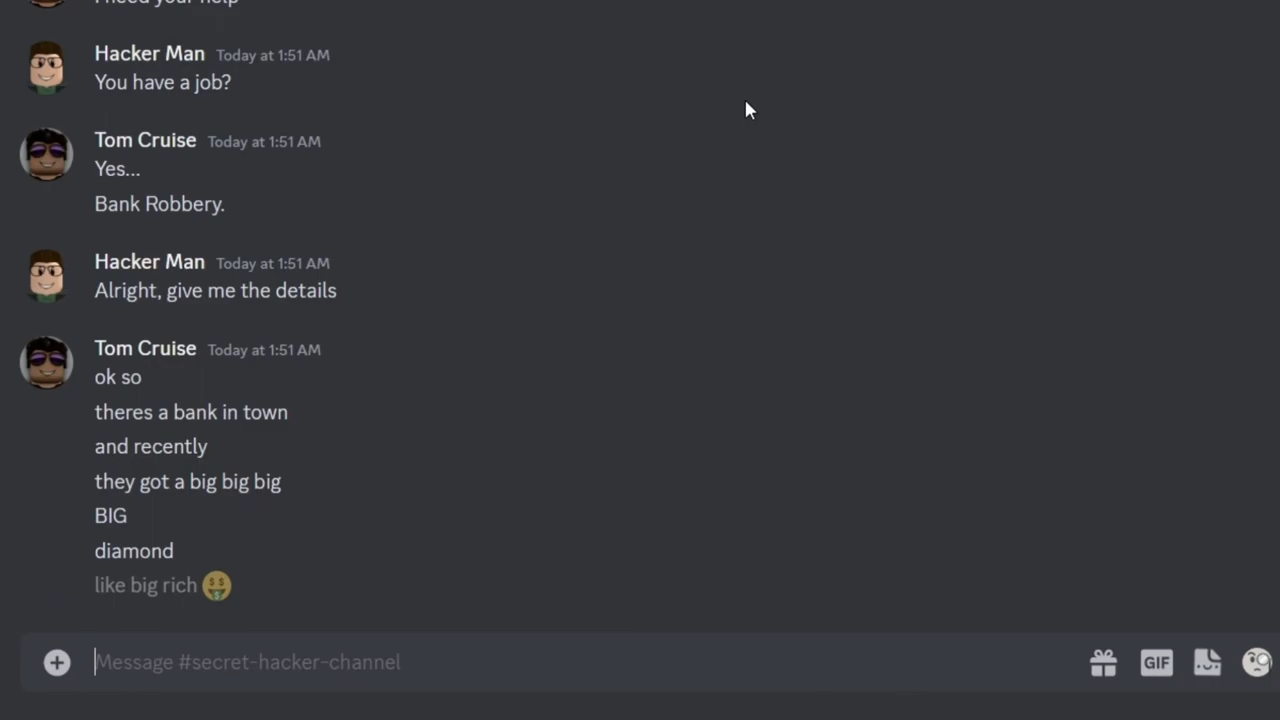 I need your help
Hacker Man Today at 1:51 AM
You have a job?
Tom Cruise Today at 1:51 AM
Yes...
Bank Robbery.
Hacker Man Today at 1:51 AM
Alright, give me the details
Tom Cruise Today at 1:51 AM
ok so
theres a bank in town
and recently
they got a big big big
BIG
diamond
like big rich 🤑
Message #secret-hacker-channel
GIF